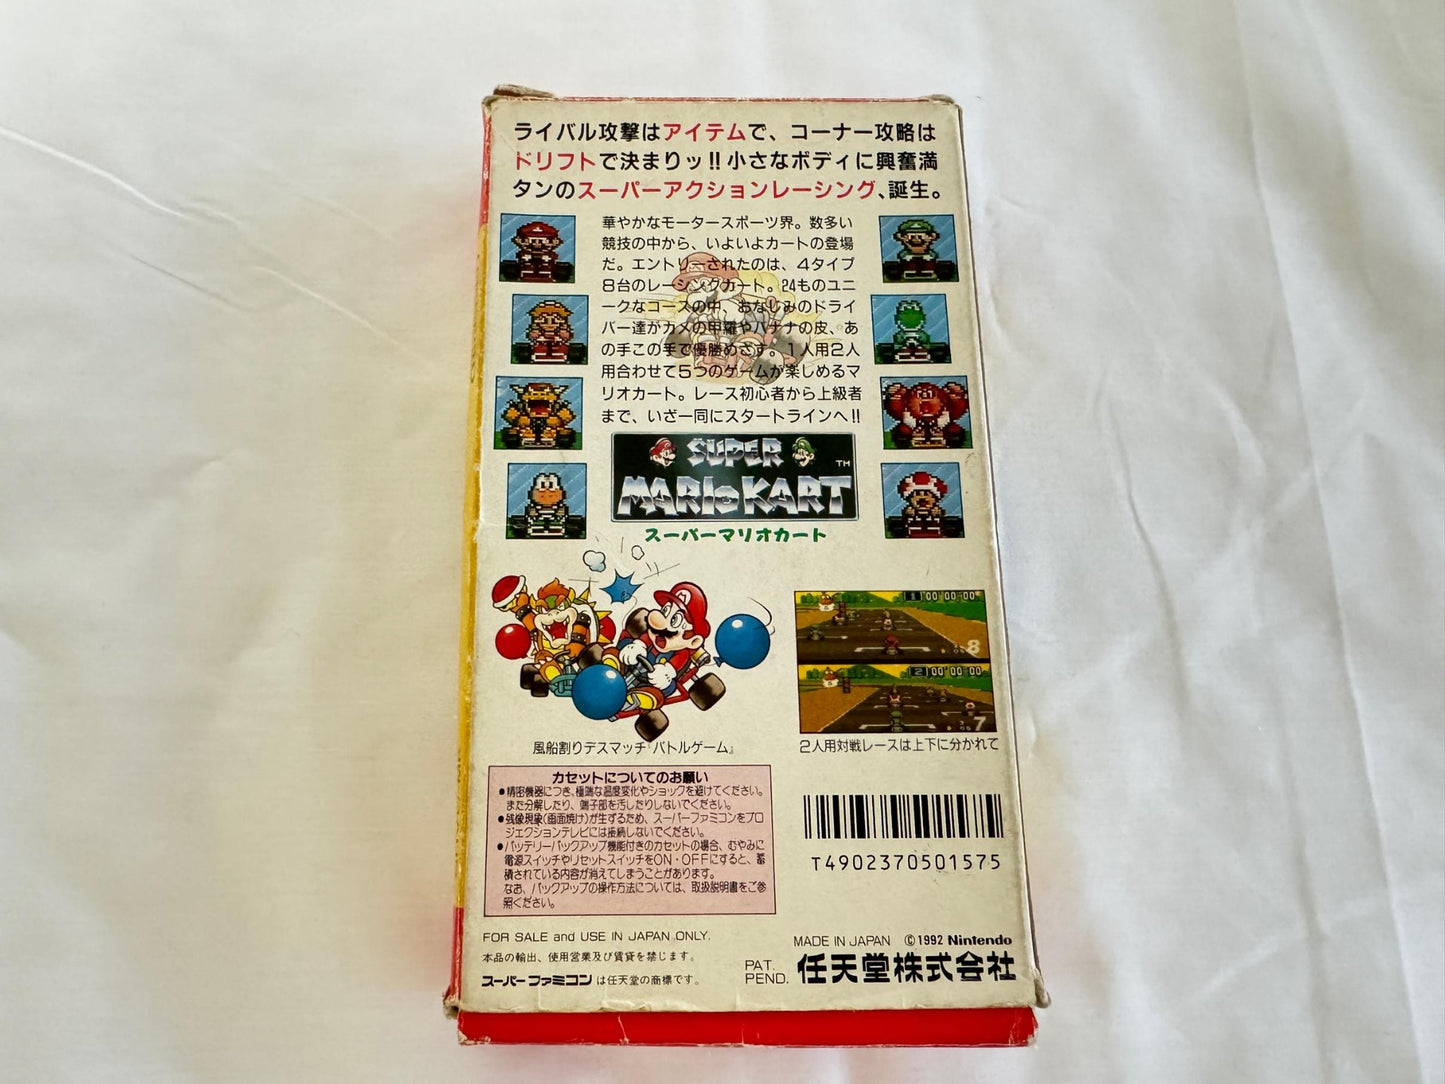 ライバル攻撃はアイテムで、コーナー攻略は
ドリフトで決まりッ!!小さなボディに興奮満
タンのスーパーアクションレーシング、誕生。
華やかなモータースポーツ界。数多い
競技の中から、いよいよカートの登場
だ。エントリーされたのは、4タイプ
8台のレーシングカート。24ものユニ
ークなコースの中、おなじみのドライ
バー達がカメの甲羅やバナナの皮、あ
の手この手で優勝めざす。1人用2人
用合わせて5つのゲームが楽しめるマ
リオカート。レース初心者から上級者
まで、いざ一同にスタートラインへ!!
SUPER
MARIO KART TM
スーパーマリオカート
1 00'00"00
8
2 00'00"00
7
風船割りデスマッチ『バトルゲーム』
2人用対戦レースは上下に分かれて
カセットについてのお願い
●精密機器につき、極端な温度変化やショックを避けてください。
また分解したり、端子部を汚したりしないでください。
●残像現象(画面焼け)が生ずるため、スーパーファミコンをプロ
ジェクションテレビには接続しないでください。
●バッテリーバックアップ機能付きのカセットの場合、むやみに
電源スイッチやリセットスイッチをON・OFFにすると、蓄
積されている内容が消えてしまうことがあります。
なお、バックアップの操作方法については、取扱説明書をご参
照ください。
T4902370501575
FOR SALE and USE IN JAPAN ONLY.
本品の輸出、使用営業及び賃貸を禁じます。
スーパーファミコンは任天堂の商標です。
MADE IN JAPAN ©1992 Nintendo
PAT. PEND. 任天堂株式会社